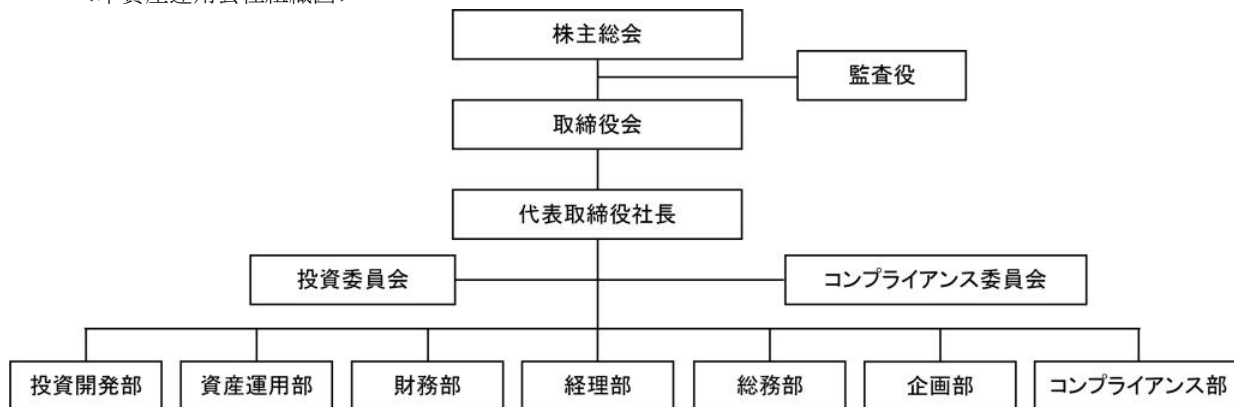 株主総会
監査役
取締役会
代表取締役社長
投資委員会
コンプライアンス委員会
投資開発部
資産運用部
財務部
経理部
総務部
企画部
コンプライアンス部